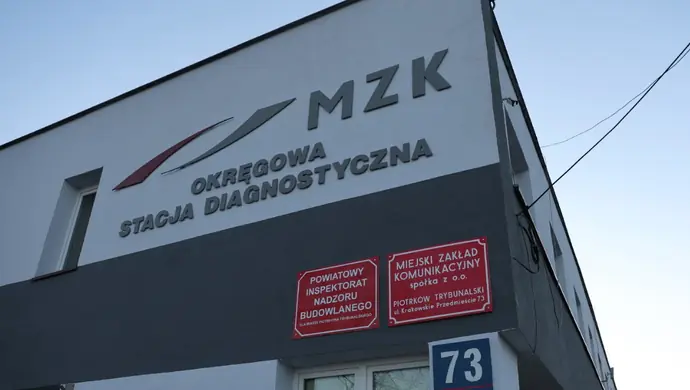 MZK
OKRĘGOWA
STACJA DIAGNOSTYCZNA
POWIATOWY
INSPEKTORAT
NADZORU
BUDOWLANEGO
MIEJSKI ZAKŁAD
KOMUNIKACYJNY
spółka z o.o.
PIOTRKÓW TRYBUNALSKI
ul. Krakowskie Przedmieście 73
73